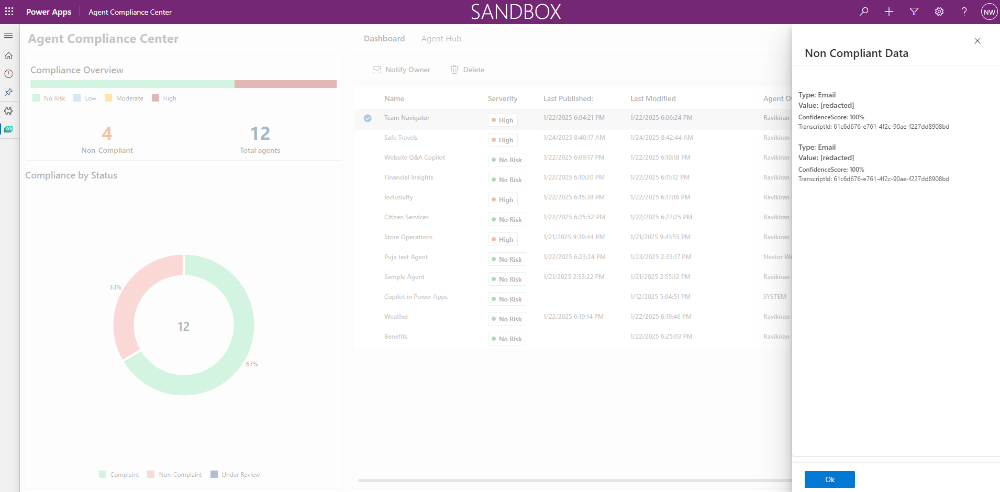 Power Apps
Agent Compliance Center
SANDBOX
NW
Agent Compliance Center
Dashboard
Agent Hub
Compliance Overview
No Risk
Low
Moderate
High
4
Non-Compliant
12
Total agents
Compliance by Status
33%
12
67%
Complaint
Non-Complaint
Under Review
Notify Owner
Delete
Name Serverity Last Published: Last Modified Agent O
Team Navigator High 1/22/2025 6:04:21 PM 1/22/2025 6:06:24 PM Ravikiran
Safe Travels High 1/24/2025 8:40:17 AM 1/24/2025 8:42:44 AM Ravikiran
Website Q&A Copilot No Risk 1/22/2025 6:09:17 PM 1/22/2025 6:10:18 PM Ravikiran
Financial Insights No Risk 1/22/2025 6:10:20 PM 1/22/2025 6:11:12 PM Ravikiran
Inclusivity High 1/22/2025 6:15:38 PM 1/22/2025 6:17:16 PM Ravikiran
Citizen Services No Risk 1/22/2025 6:25:52 PM 1/22/2025 6:27:25 PM Ravikiran
Store Operations High 1/21/2025 9:39:44 PM 1/21/2025 9:41:55 PM Ravikiran
Puja test Agent No Risk 1/22/2025 6:23:24 PM 1/23/2025 2:33:17 PM Nestor Wi
Sample Agent No Risk 1/21/2025 2:53:22 PM 1/21/2025 2:55:12 PM Ravikiran
Copilot in Power Apps No Risk 1/12/2025 5:04:51 PM SYSTEM
Weather No Risk 1/22/2025 6:19:14 PM 1/22/2025 6:19:46 PM Ravikiran
Benefits No Risk 1/22/2025 6:25:03 PM Ravikiran
Non Compliant Data
Type: Email
Value: [redacted]
ConfidenceScore: 100%
TranscriptId: 61c6d676-e761-4f2c-90ae-f227dd8908bd
Type: Email
Value: [redacted]
ConfidenceScore: 100%
TranscriptId: 61c6d676-e761-4f2c-90ae-f227dd8908bd
Ok